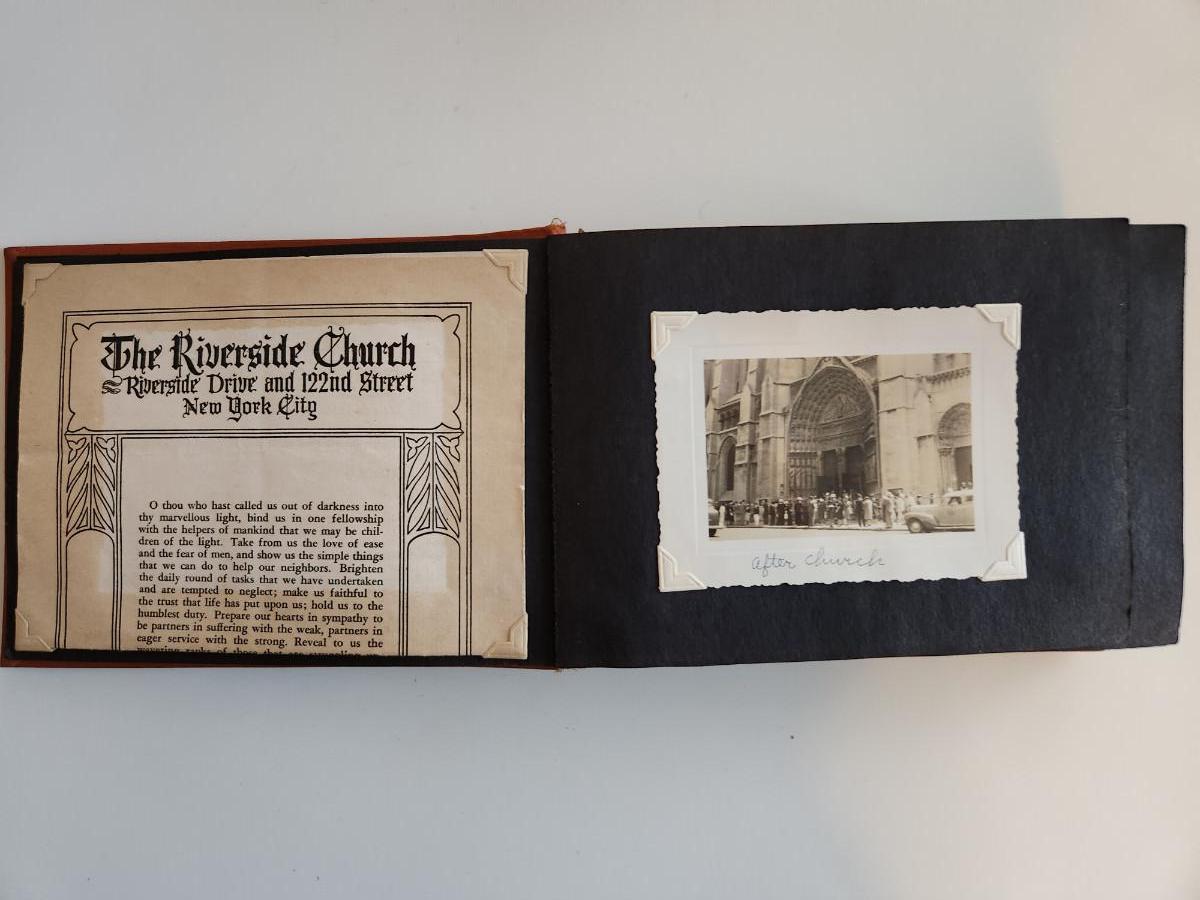 The Riverside Church
Riverside Drive and 122nd Street
New York City
O thou who hast called us out of darkness into
thy marvellous light, bind us in one fellowship
with the helpers of mankind that we may be chil-
dren of the light. Take from us the love of ease
and the fear of men, and show us the simple things
that we can do to help our neighbors. Brighten
the daily round of tasks that we have undertaken
and are tempted to neglect; make us faithful to
the trust that life has put upon us; hold us to the
humblest duty. Prepare our hearts in sympathy to
be partners in suffering with the weak, partners in
eager service with the strong. Reveal to us the
of those that are
After Church